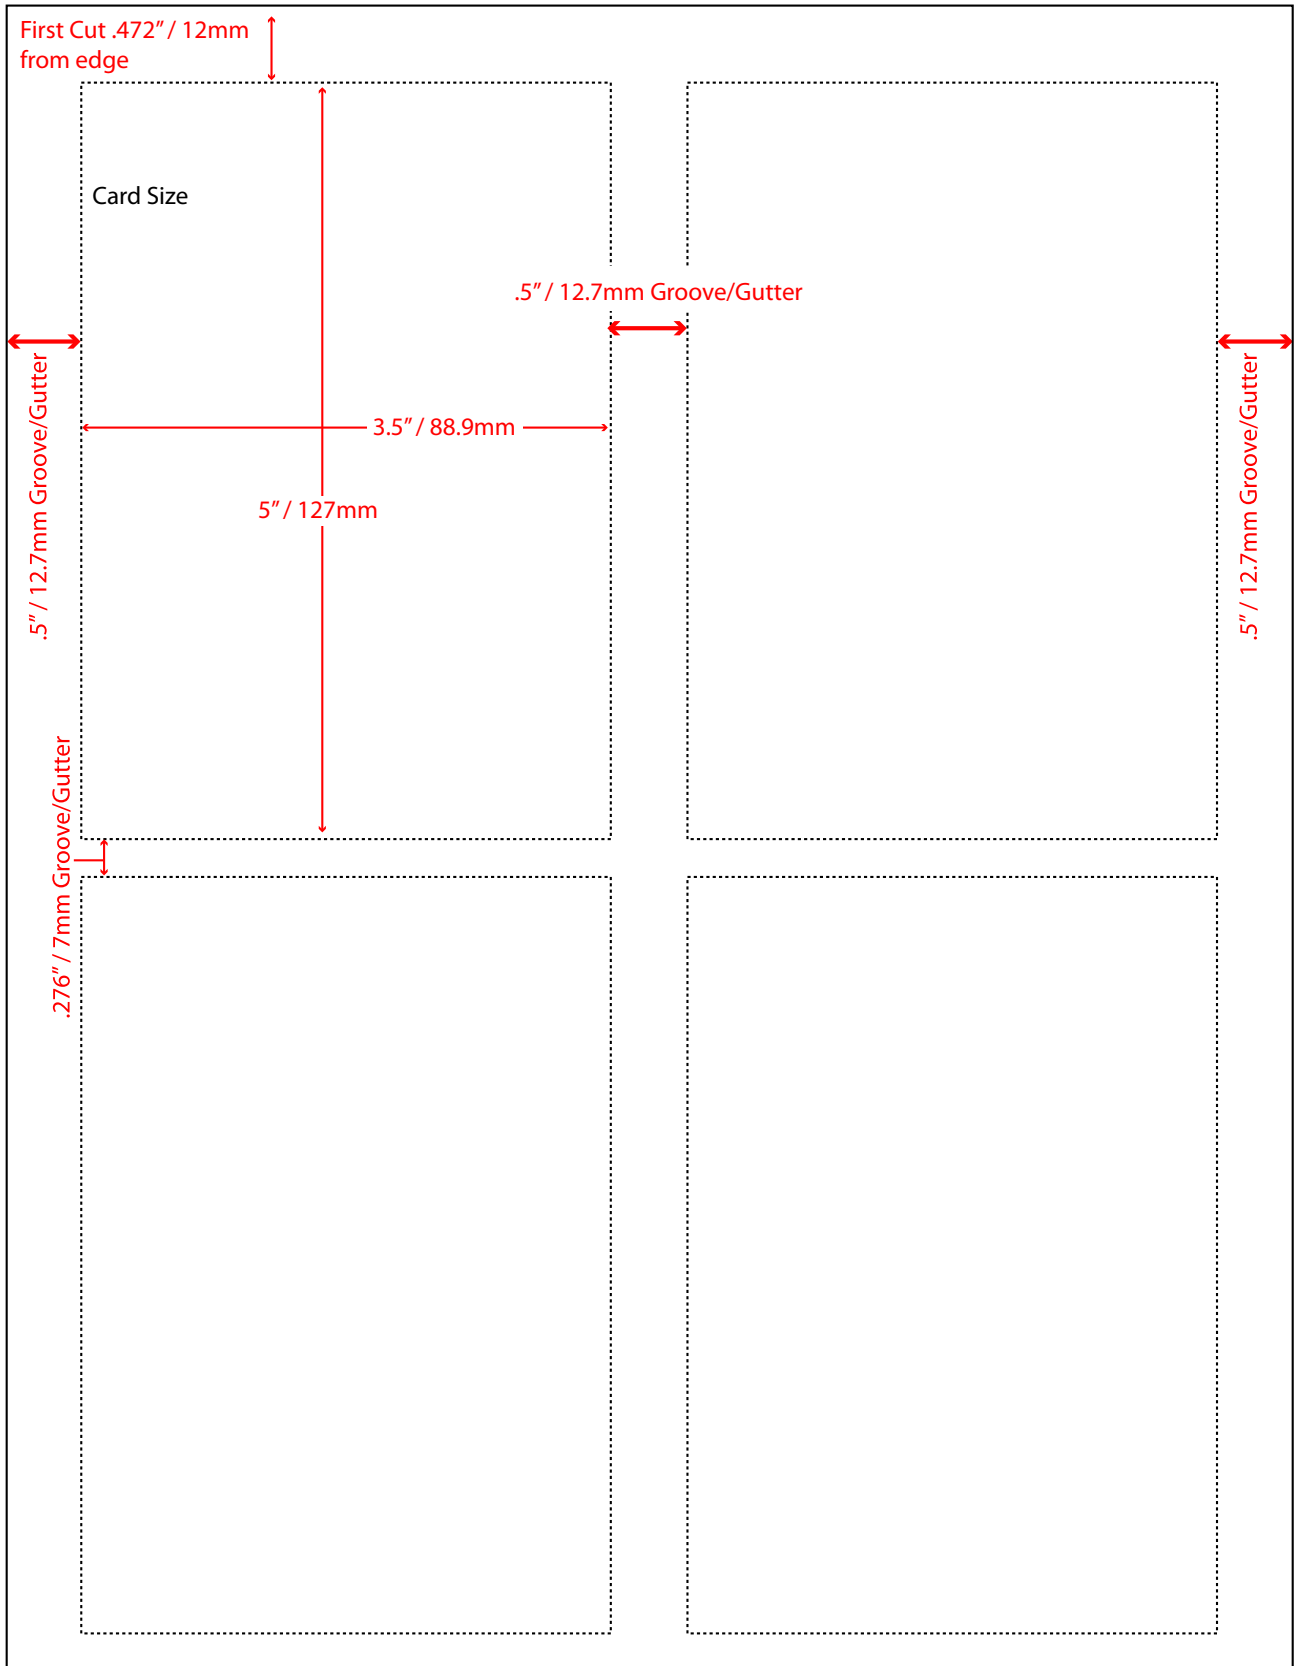 First Cut .472” / 12mm
from edge
Card Size
.5” / 12.7mm Groove/Gutter
.5” / 12.7mm Groove/Gutter
.5” / 12.7mm Groove/Gutter
3.5” / 88.9mm
5” / 127mm
.276” / 7mm Groove/Gutter